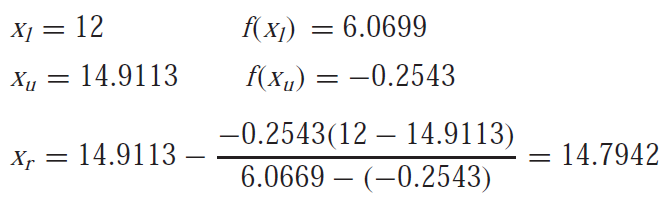 x_l = 12 f(x_l) = 6.0699
x_u = 14.9113 f(x_u) = −0.2543
x_r = 14.9113 − −0.2543(12 − 14.9113) / 6.0669 − (−0.2543) = 14.7942